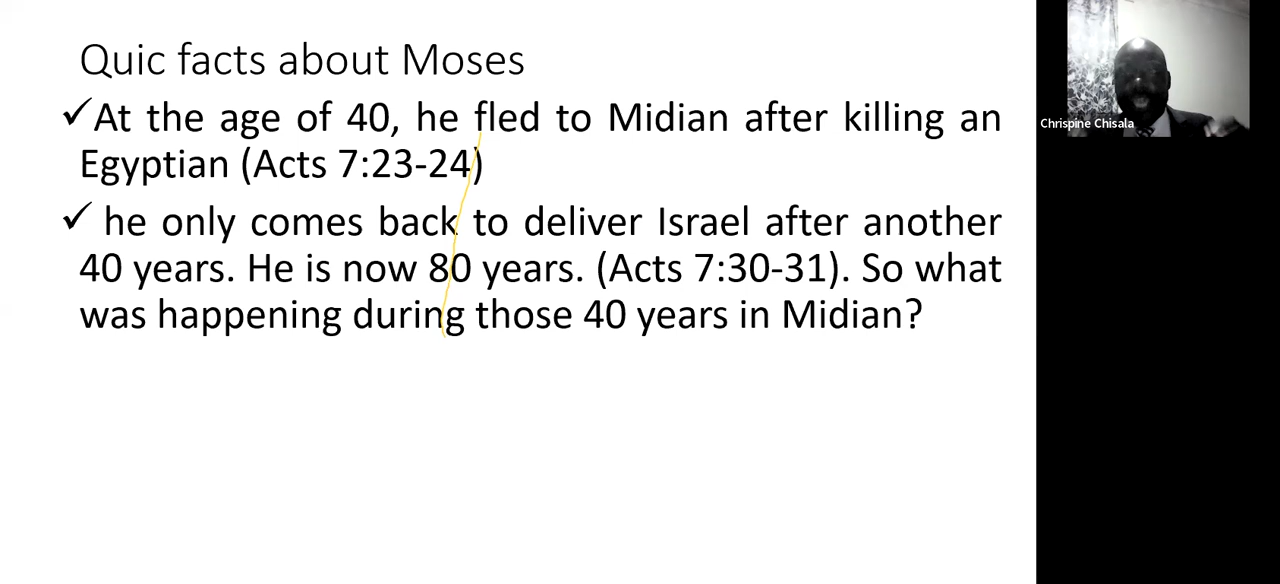 Quic facts about Moses
✓At the age of 40, he fled to Midian after killing an
Egyptian (Acts 7:23-24)
✓ he only comes back to deliver Israel after another
40 years. He is now 80 years. (Acts 7:30-31). So what
was happening during those 40 years in Midian?
Chrispine Chisala